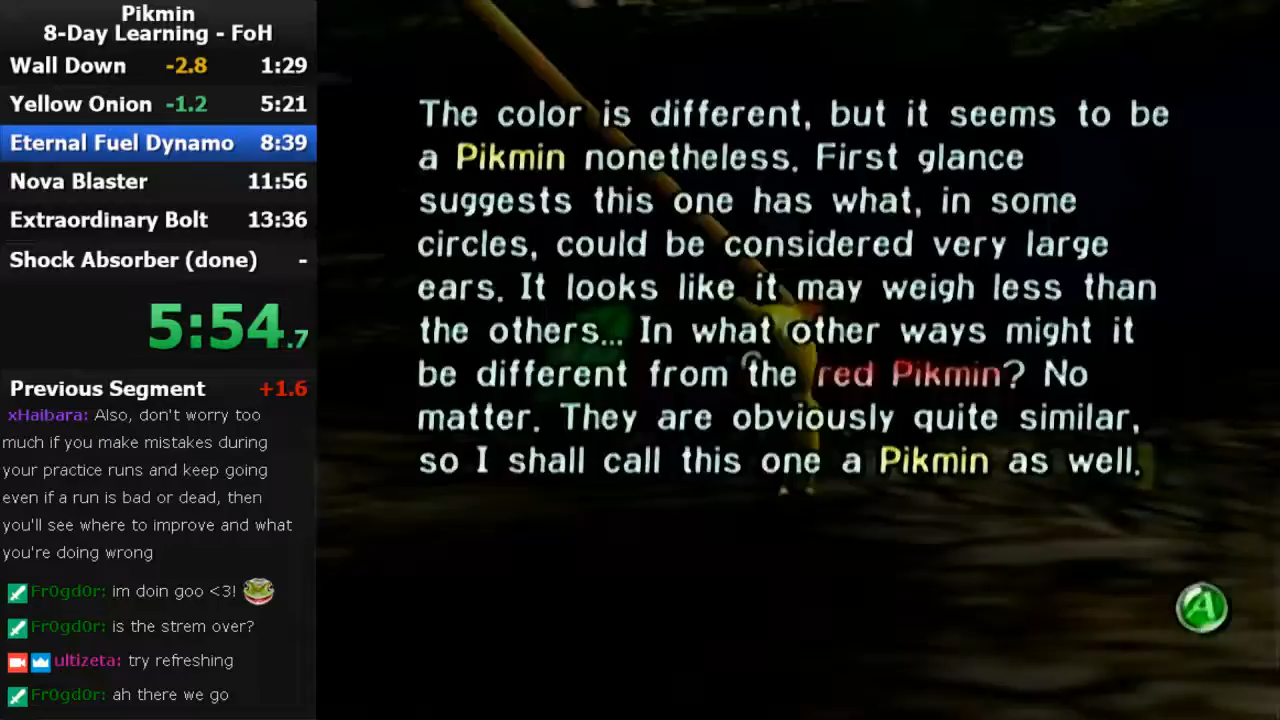 Pikmin
8-Day Learning - FoH
Wall Down -2.8 1:29
Yellow Onion -1.2 5:21
Eternal Fuel Dynamo 8:39
Nova Blaster 11:56
Extraordinary Bolt 13:36
Shock Absorber (done) -
5:54.7
Previous Segment +1.6
xHaibara: Also, don't worry too
much if you make mistakes during
your practice runs and keep going
even if a run is bad or dead, then
you'll see where to improve and what
you're doing wrong
Fr0gd0r: im doin goo <3!
Fr0gd0r: is the strem over?
ultizeta: try refreshing
Fr0gd0r: ah there we go
The color is different, but it seems to be
a Pikmin nonetheless. First glance
suggests this one has what, in some
circles, could be considered very large
ears. It looks like it may weigh less than
the others... In what other ways might it
be different from the red Pikmin? No
matter. They are obviously quite similar,
so I shall call this one a Pikmin as well.
A